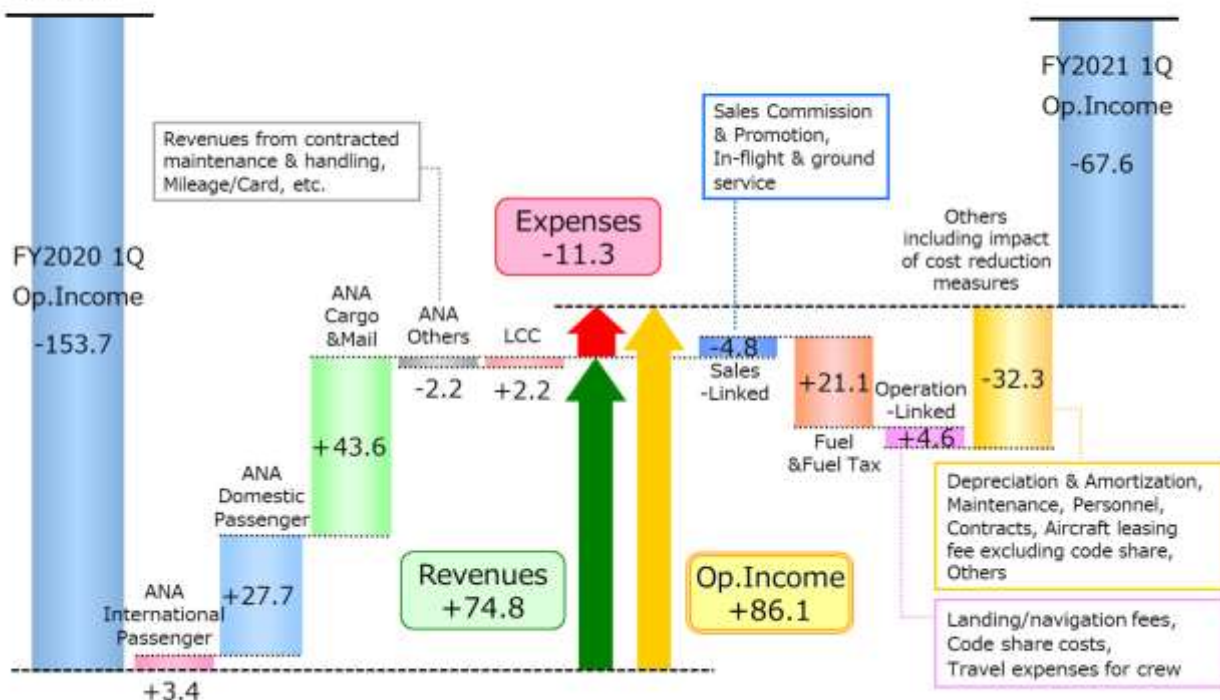 FY2020 1Q
Op.Income
-153.7
ANA
International
Passenger
+3.4
ANA
Domestic
Passenger
+27.7
ANA
Cargo
&Mail
+43.6
Revenues from contracted
maintenance & handling,
Mileage/Card, etc.
ANA
Others
-2.2
LCC
+2.2
Expenses
-11.3
Revenues
+74.8
Op.Income
+86.1
Sales Commission
& Promotion,
In-flight & ground
service
-4.8
Sales
-Linked
+21.1
Fuel
&Fuel Tax
Operation
-Linked
+4.6
Others
including impact
of cost reduction
measures
-32.3
Depreciation & Amortization,
Maintenance, Personnel,
Contracts, Aircraft leasing
fee excluding code share,
Others
Landing/navigation fees,
Code share costs,
Travel expenses for crew
FY2021 1Q
Op.Income
-67.6